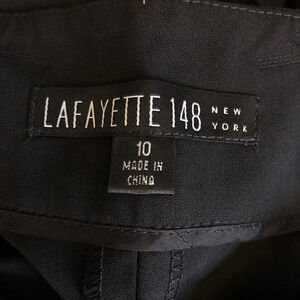 LAFAYETTE 148 NEW YORK
10
MADE IN
CHINA